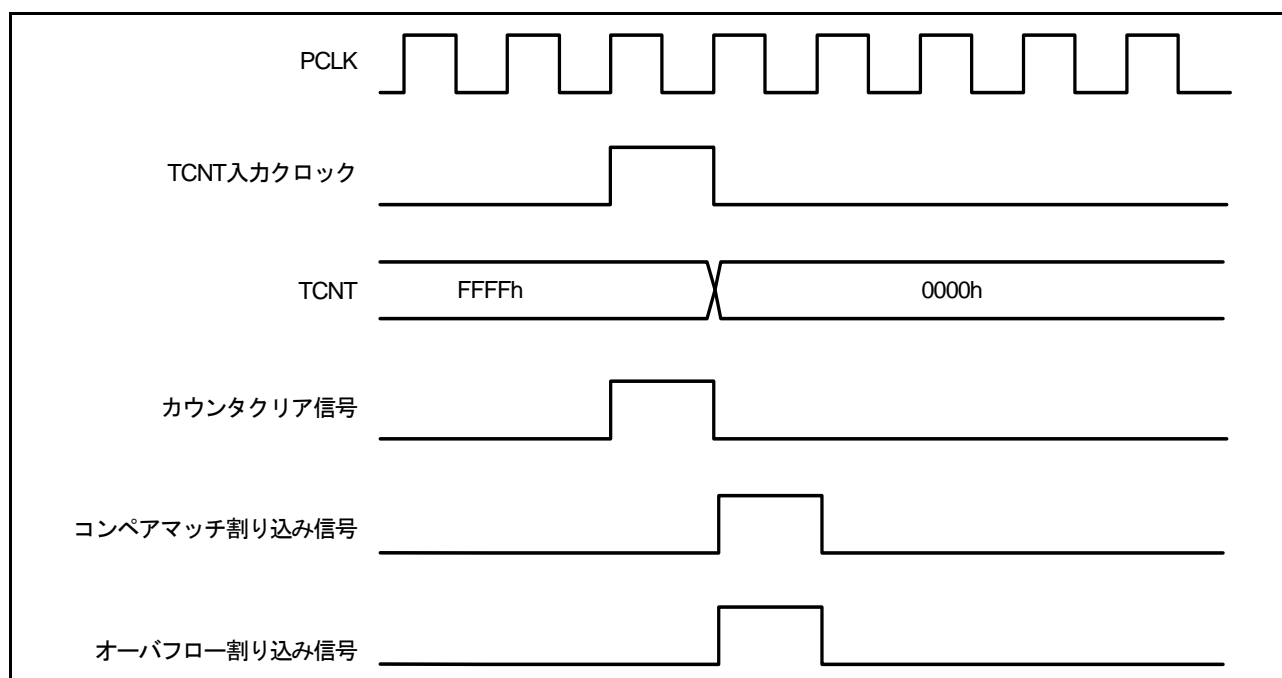 PCLK
TCNT入力クロック
TCNT
FFFFh
0000h
カウンタクリア信号
コンペアマッチ割り込み信号
オーバフロー割り込み信号